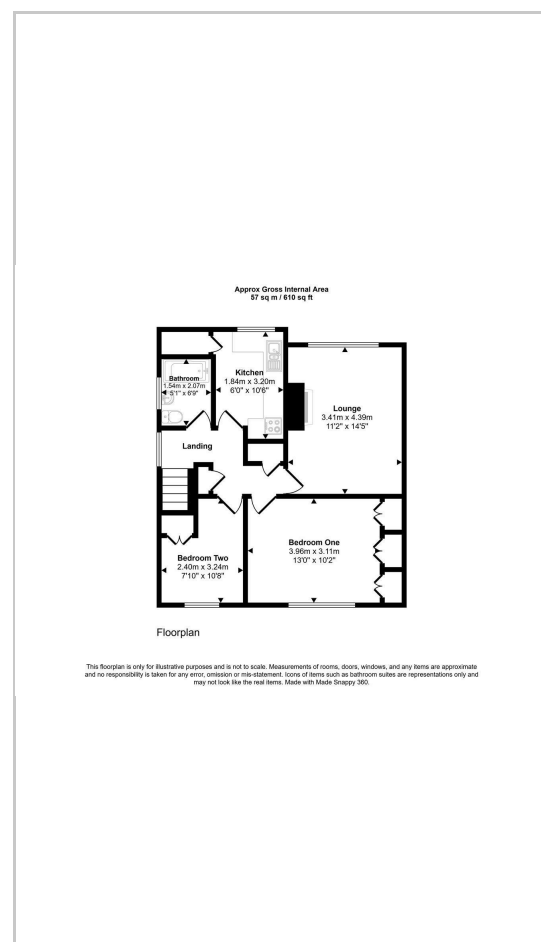 Approx Gross Internal Area
57 sq m / 610 sq ft
Bathroom
1.54m x 2.07m
5'1" x 6'9"
Kitchen
1.84m x 3.20m
6'0" x 10'6"
Lounge
3.41m x 4.39m
11'2" x 14'5"
Landing
Bedroom Two
2.40m x 3.24m
7'10" x 10'8"
Bedroom One
3.96m x 3.11m
13'0" x 10'2"
Floorplan
This floorplan is only for illustrative purposes and is not to scale. Measurements of rooms, doors, windows, and any items are approximate
and no responsibility is taken for any error, omission or mis-statement. Icons of items such as bathroom suites are representations only and
may not look like the real items. Made with Made Snappy 360.